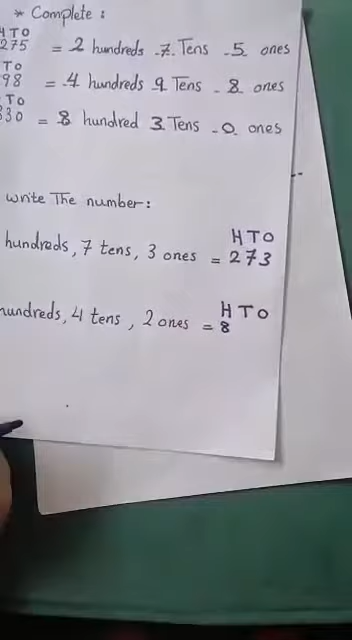 * Complete :
H T O
275 = 2 hundreds 7 Tens 5 ones
T O
98 = 4 hundreds 9 Tens 8 ones
T O
30 = 8 hundred 3 Tens 0 ones
write The number :
H T O
hundreds, 7 tens, 3 ones = 273
H T O
hundreds, 4 tens, 2 ones = 8